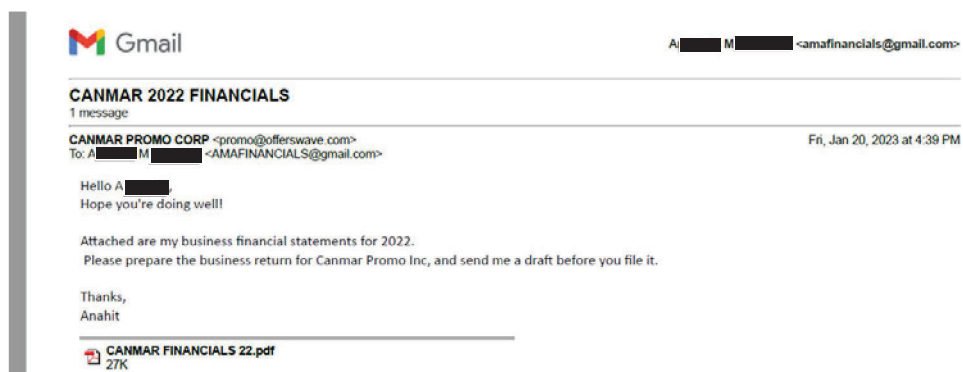 Gmail
A M <amafinancials@gmail.com>
CANMAR 2022 FINANCIALS
1 message
CANMAR PROMO CORP <promo@offerswave.com>
Fri, Jan 20, 2023 at 4:39 PM
To: A M <AMAFINANCIALS@gmail.com>
Hello A ,
Hope you're doing well!
Attached are my business financial statements for 2022.
Please prepare the business return for Canmar Promo Inc, and send me a draft before you file it.
Thanks,
Anahit
CANMAR FINANCIALS 22.pdf
27K